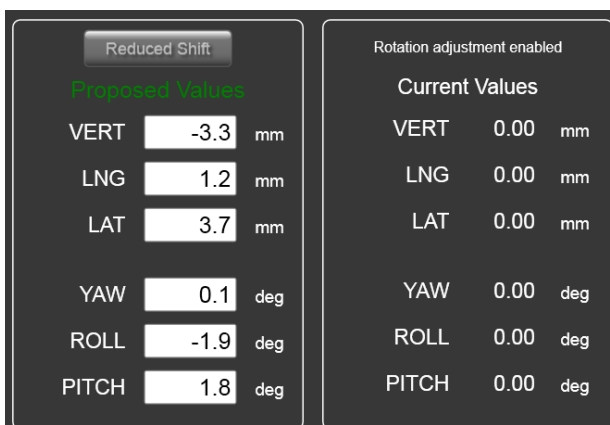 Reduced Shift
Proposed Values
VERT -3.3 mm
LNG 1.2 mm
LAT 3.7 mm
YAW 0.1 deg
ROLL -1.9 deg
PITCH 1.8 deg
Rotation adjustment enabled
Current Values
VERT 0.00 mm
LNG 0.00 mm
LAT 0.00 mm
YAW 0.00 deg
ROLL 0.00 deg
PITCH 0.00 deg